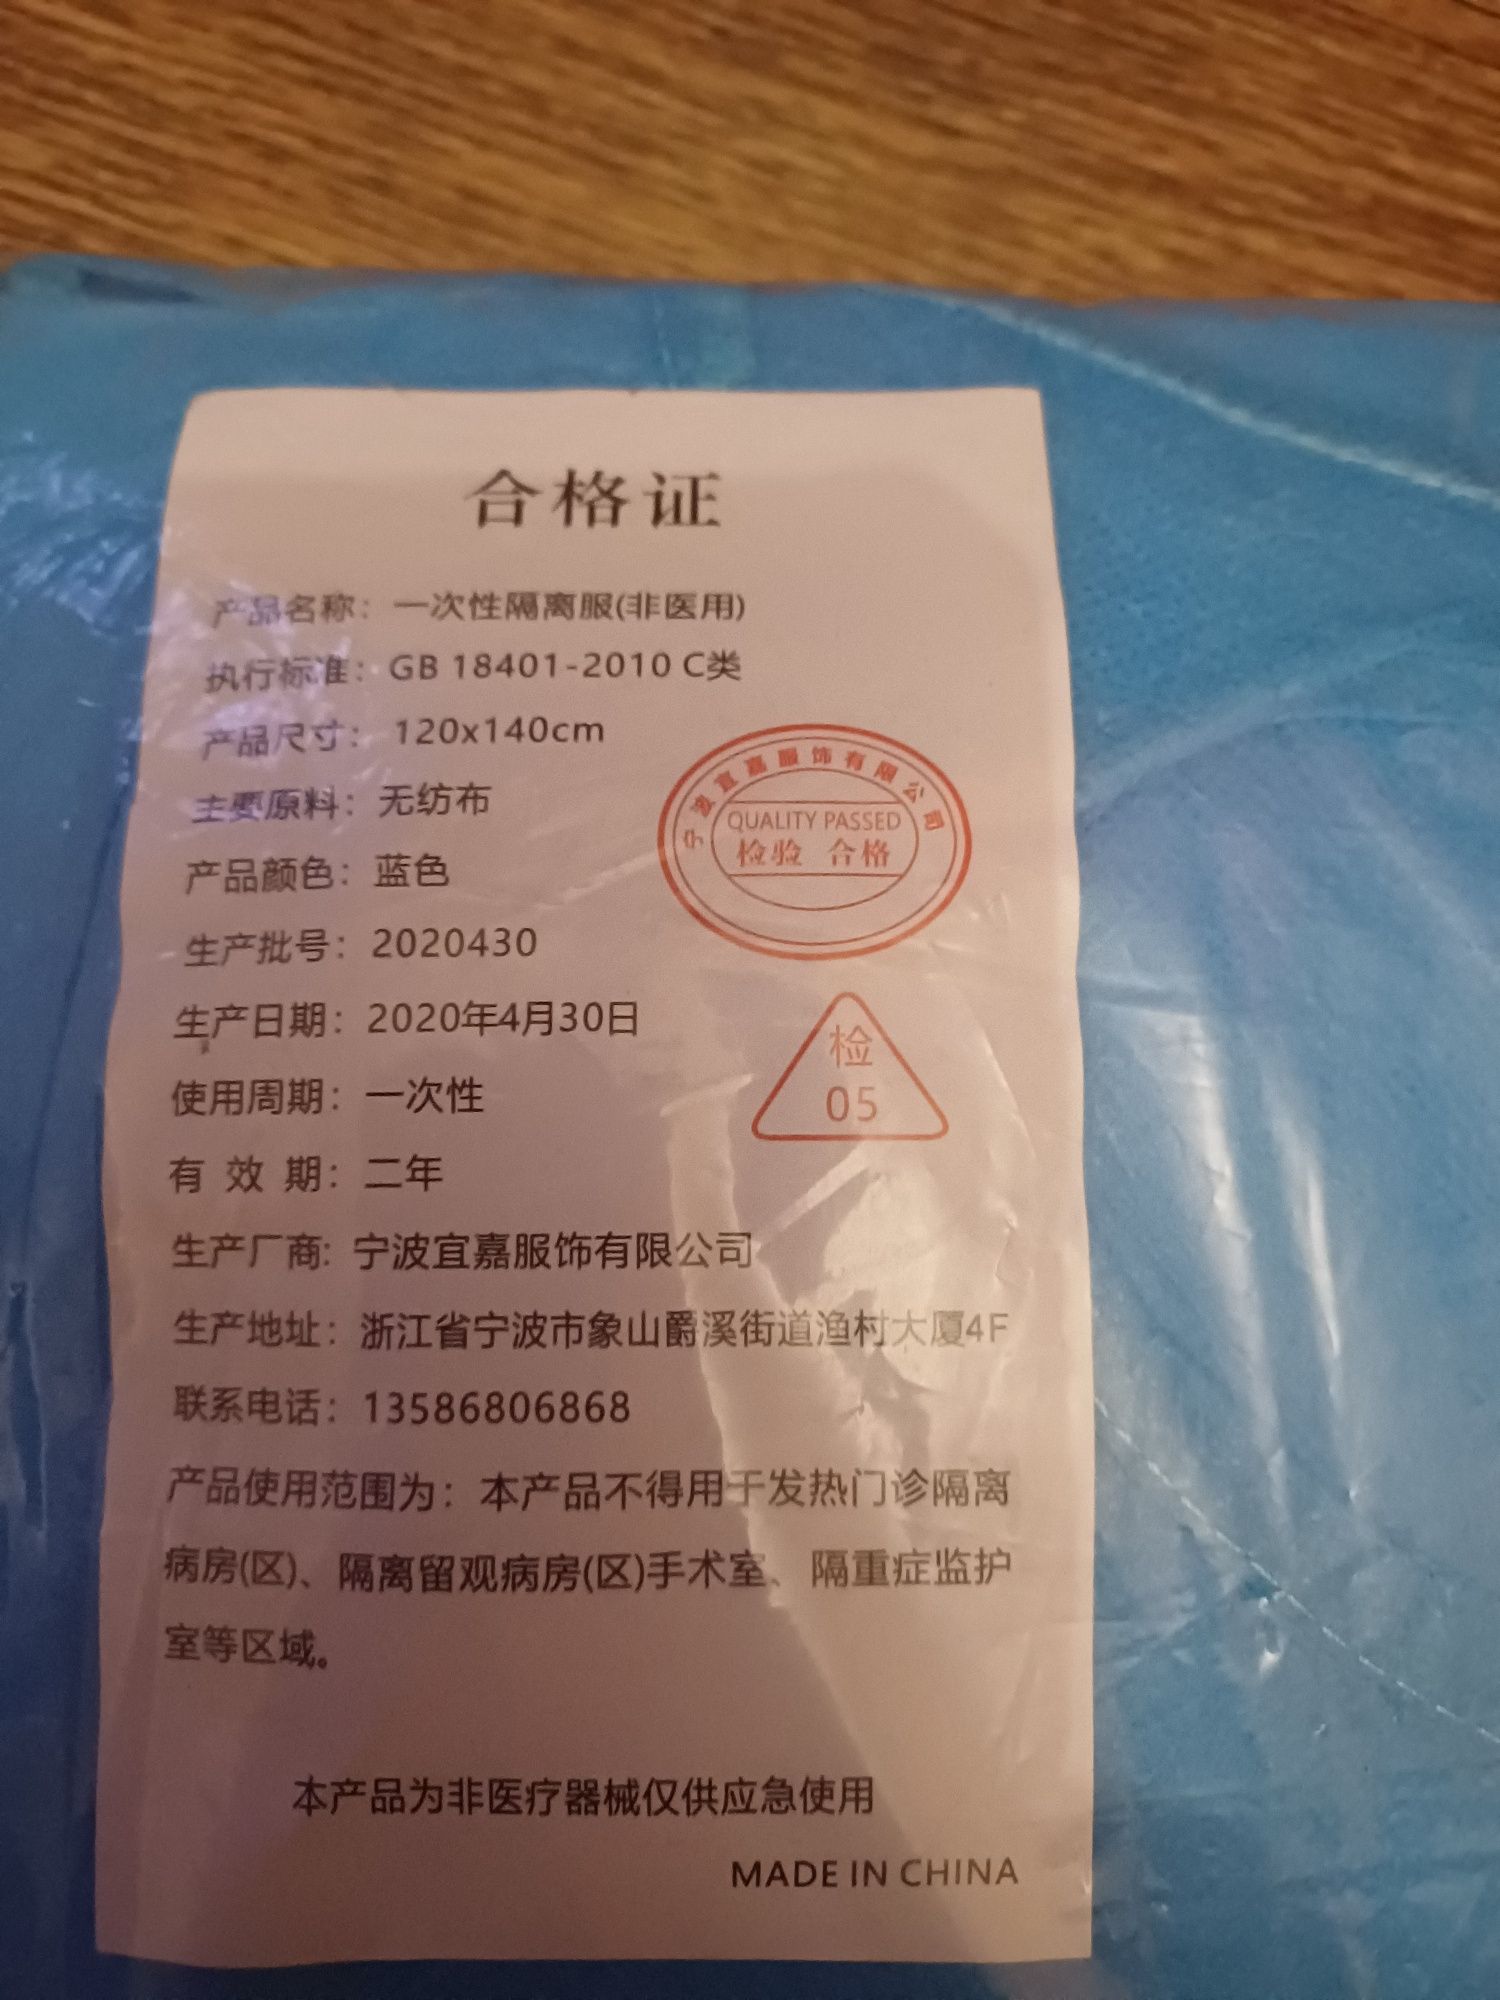 合格证
产品名称：一次性隔离服(非医用)
执行标准：GB 18401-2010 C类
产品尺寸：120x140cm
主要原料：无纺布
产品颜色：蓝色
生产批号：2020430
生产日期：2020年4月30日
使用周期：一次性
有 效 期：二年
生产厂商: 宁波宜嘉服饰有限公司
生产地址：浙江省宁波市象山爵溪街道渔村大厦4F
联系电话：13586806868
产品使用范围为：本产品不得用于发热门诊隔离
病房(区)、隔离留观病房(区)手术室、隔重症监护
室等区域。
本产品为非医疗器械仅供应急使用
MADE IN CHINA
宁波宜嘉服饰有限公司
QUALITY PASSED
检验 合格
检
05